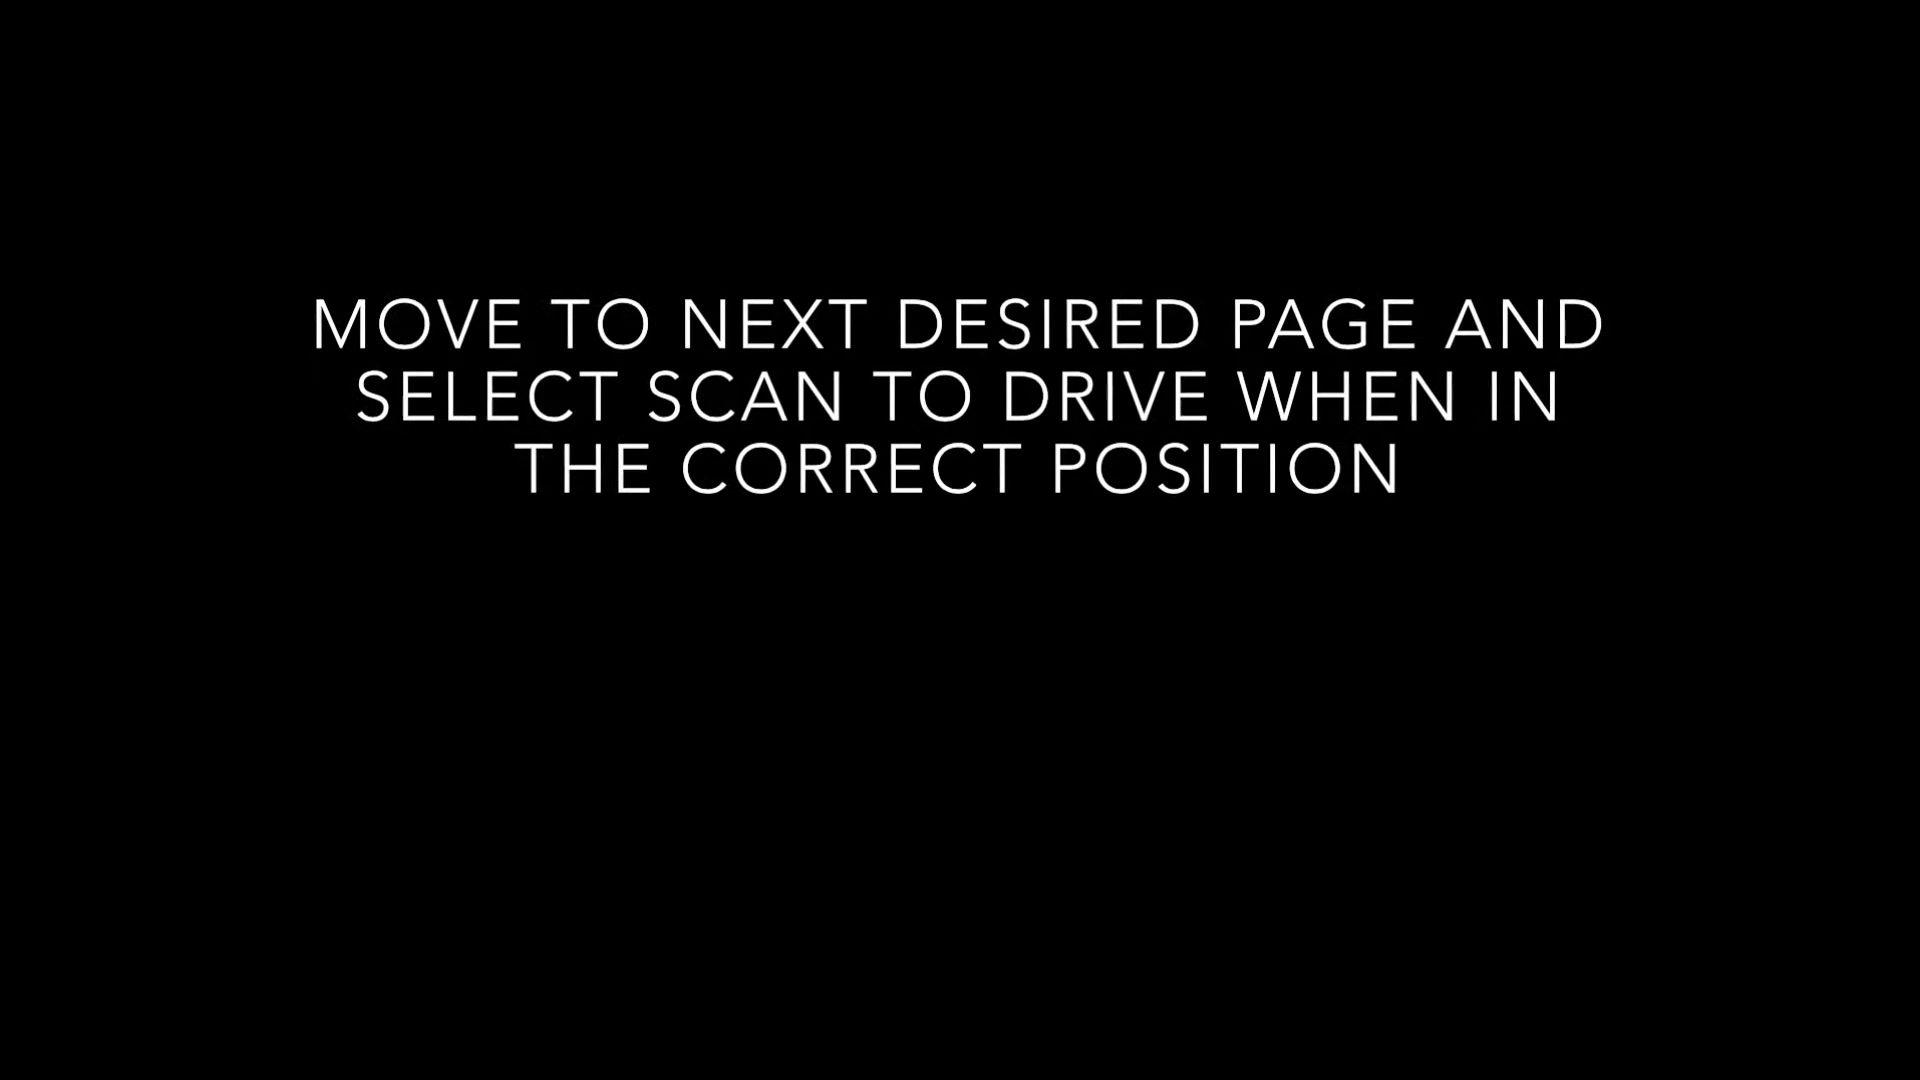 MOVE TO NEXT DESIRED PAGE AND
SELECT SCAN TO DRIVE WHEN IN
THE CORRECT POSITION